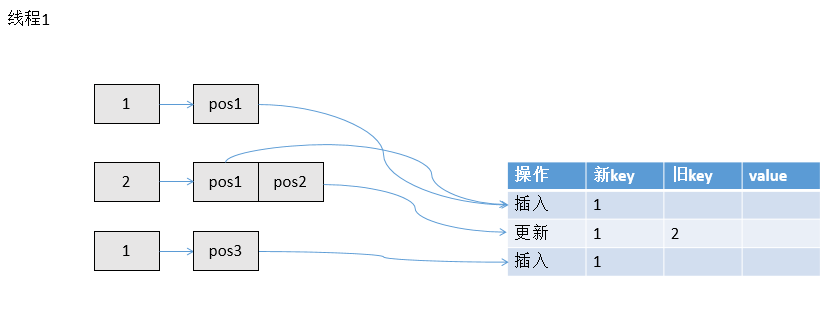 线程1
1 pos1
2 pos1 pos2
1 pos3
操作 新key 旧key value
插入 1
更新 1 2
插入 1